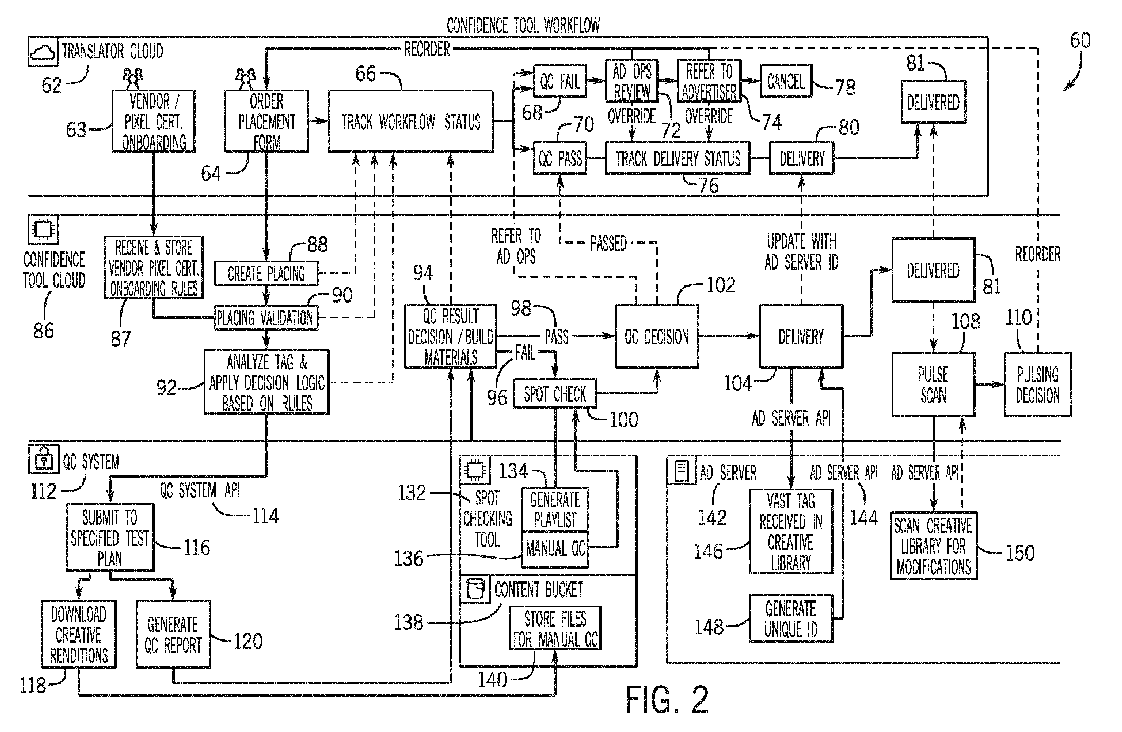 CONFIDENCE TOOL WORKFLOW
60
TRANSLATOR CLOUD
62
REORDER
VENDOR /
PIXEL CERT.
ONBOARDING
63
ORDER
PLACEMENT
FORM
64
66
TRACK WORKFLOW STATUS
QC FAIL
68
AD OPS
REVIEW
72
REFER TO
ADVERTISER
74
CANCEL
78
OVERRIDE
OVERRIDE
70
QC PASS
TRACK DELIVERY STATUS
76
80
DELIVERY
81
DELIVERED
CONFIDENCE
TOOL CLOUD
86
RECEIVE & STORE
VENDOR PIXEL CERT.
ONBOARDING RULES
87
88
CREATE PLACING
90
PLACING VALIDATION
ANALYZE TAG &
APPLY DECISION LOGIC
BASED ON RULES
92
94
QC RESULT
DECISION / BUILD
MATERIALS
REFER TO
AD OPS
PASSED
98
PASS
FAIL
96
SPOT CHECK
100
102
QC DECISION
UPDATE WITH
AD SERVER ID
DELIVERY
104
DELIVERED
81
REORDER
108
PULSE
SCAN
110
PULSING
DECISION
QC SYSTEM
112
QC SYSTEM API
114
SUBMIT TO
SPECIFIED TEST
PLAN
116
DOWNLOAD
CREATIVE
RENDITIONS
118
GENERATE
QC REPORT
120
132
SPOT
CHECKING
TOOL
134
GENERATE
PLAYLIST
136
MANUAL QC
CONTENT BUCKET
138
STORE FILES
FOR MANUAL QC
140
AD SERVER API
AD SERVER
142
AD SERVER API
144
AD SERVER API
VAST TAG
RECEIVED IN
CREATIVE
LIBRARY
146
148
GENERATE
UNIQUE ID
SCAN CREATIVE
LIBRARY FOR
MODIFICATIONS
150
FIG. 2